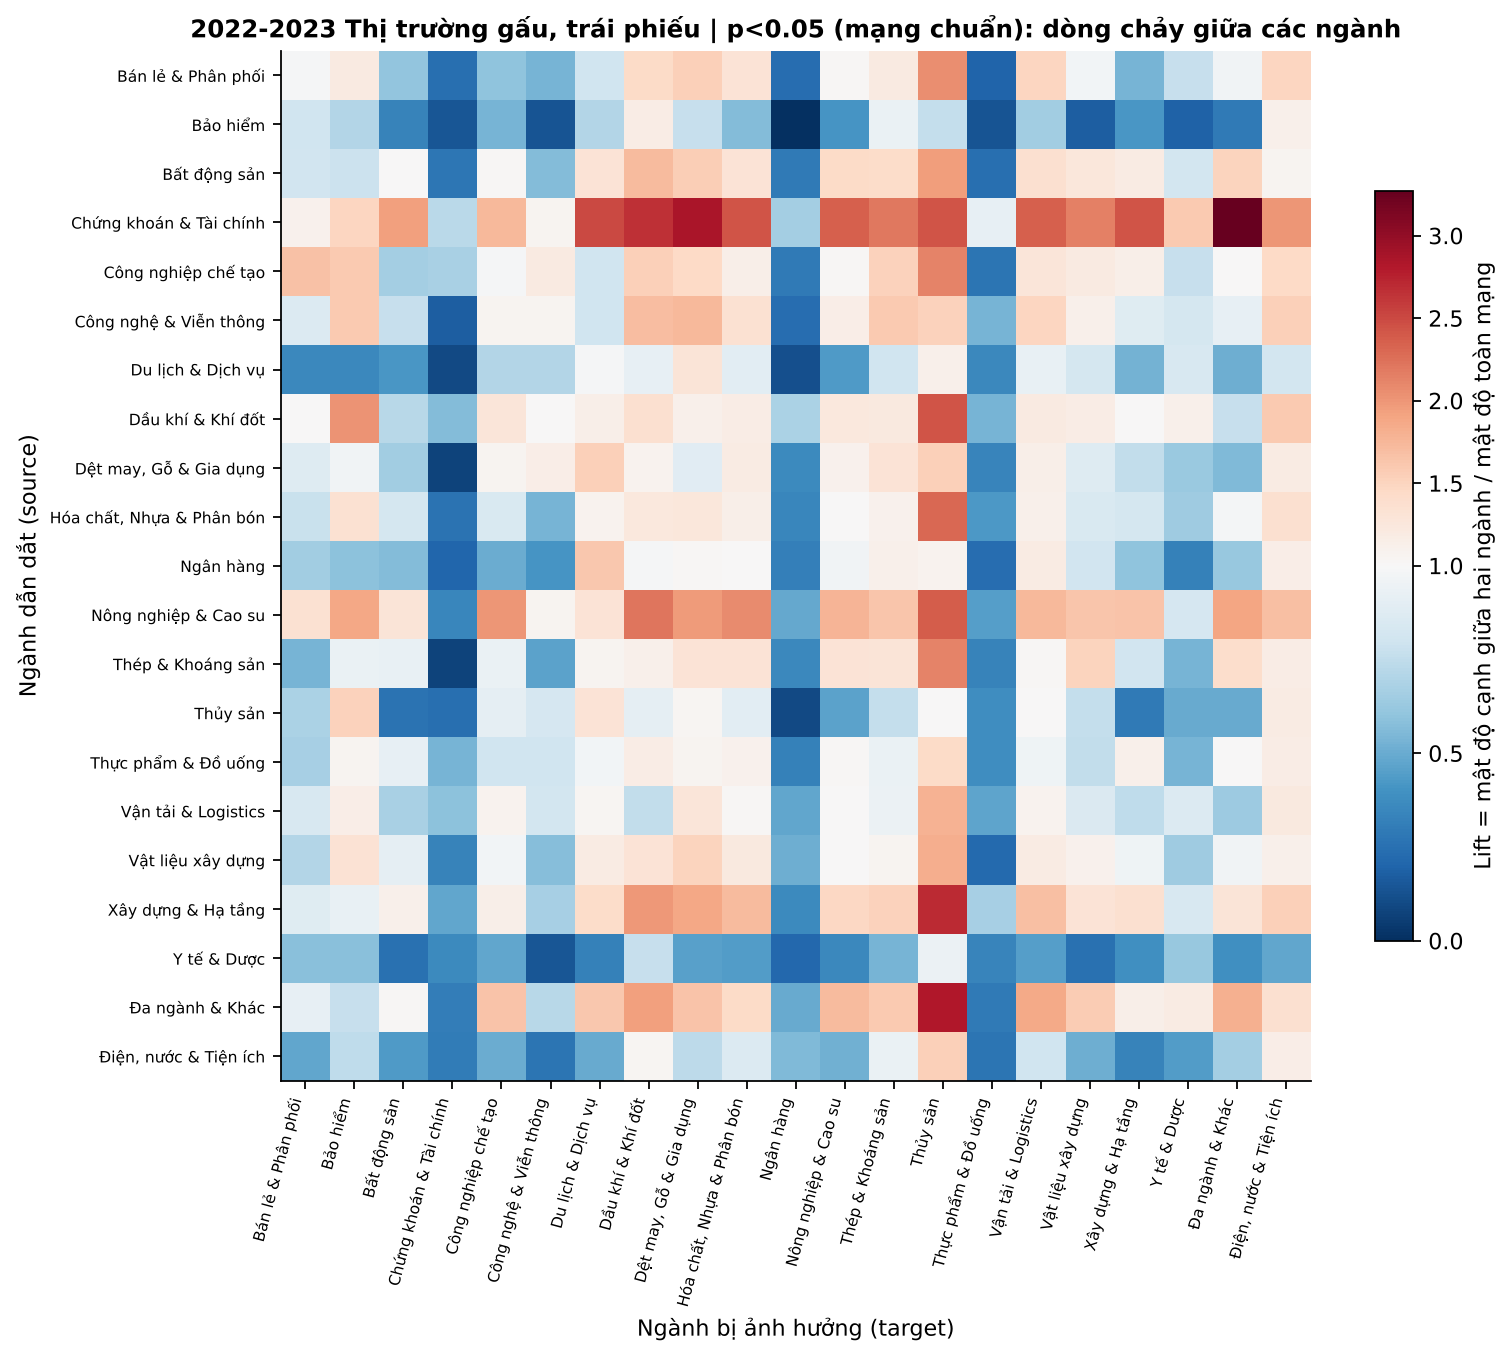 2022-2023 Thị trường gấu, trái phiếu | p<0.05 (mạng chuẩn): dòng chảy giữa các ngành
Ngành dẫn dắt (source)
Bán lẻ & Phân phối
Bảo hiểm
Bất động sản
Chứng khoán & Tài chính
Công nghiệp chế tạo
Công nghệ & Viễn thông
Du lịch & Dịch vụ
Dầu khí & Khí đốt
Dệt may, Gỗ & Gia dụng
Hóa chất, Nhựa & Phân bón
Ngân hàng
Nông nghiệp & Cao su
Thép & Khoáng sản
Thủy sản
Thực phẩm & Đồ uống
Vận tải & Logistics
Vật liệu xây dựng
Xây dựng & Hạ tầng
Y tế & Dược
Đa ngành & Khác
Điện, nước & Tiện ích
Bán lẻ & Phân phối
Bảo hiểm
Bất động sản
Chứng khoán & Tài chính
Công nghiệp chế tạo
Công nghệ & Viễn thông
Du lịch & Dịch vụ
Dầu khí & Khí đốt
Dệt may, Gỗ & Gia dụng
Hóa chất, Nhựa & Phân bón
Ngân hàng
Nông nghiệp & Cao su
Thép & Khoáng sản
Thủy sản
Thực phẩm & Đồ uống
Vận tải & Logistics
Vật liệu xây dựng
Xây dựng & Hạ tầng
Y tế & Dược
Đa ngành & Khác
Điện, nước & Tiện ích
Ngành bị ảnh hưởng (target)
3.0
2.5
2.0
1.5
1.0
0.5
0.0
Lift = mật độ cạnh giữa hai ngành / mật độ toàn mạng